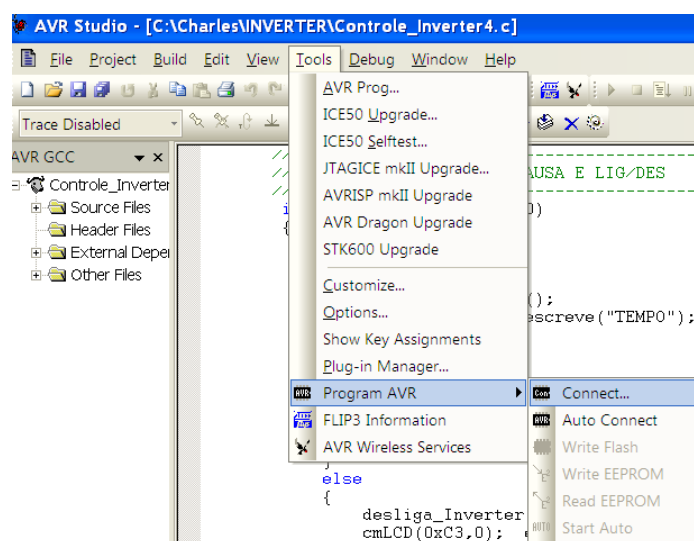 AVR Studio - [C:\Charles\INVERTER\Controle_Inverter4.c]
File Project Build Edit View Tools Debug Window Help
Trace Disabled
AVR GCC
Controle_Inverter
Source Files
Header Files
External Depe
Other Files
AVR Prog...
ICE50 Upgrade...
ICE50 Selftest...
JTAGICE mkII Upgrade...
AVRISP mkII Upgrade
AVR Dragon Upgrade
STK600 Upgrade
Customize...
Options...
Show Key Assignments
Plug-in Manager...
Program AVR
FLIP3 Information
AVR Wireless Services
Connect...
Auto Connect
Write Flash
Write EEPROM
Read EEPROM
Start Auto
//
// AUSA E LIG/DES
//
i 0)
{
();
escreve("TEMPO");
}
else
{
desliga_Inverter
cmLCD(0xC3,0);